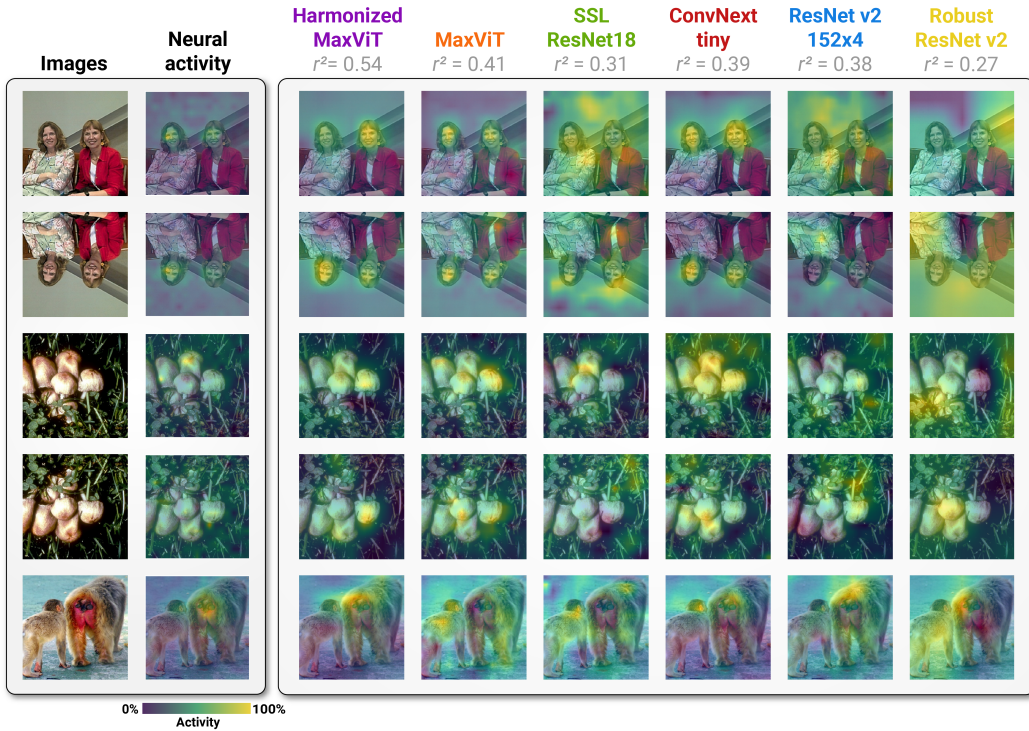 Images
Neural
activity
Harmonized
MaxViT
r² = 0.54
MaxViT
r² = 0.41
SSL
ResNet18
r² = 0.31
ConvNext
tiny
r² = 0.39
ResNet v2
152x4
r² = 0.38
Robust
ResNet v2
r² = 0.27
0% 100%
Activity